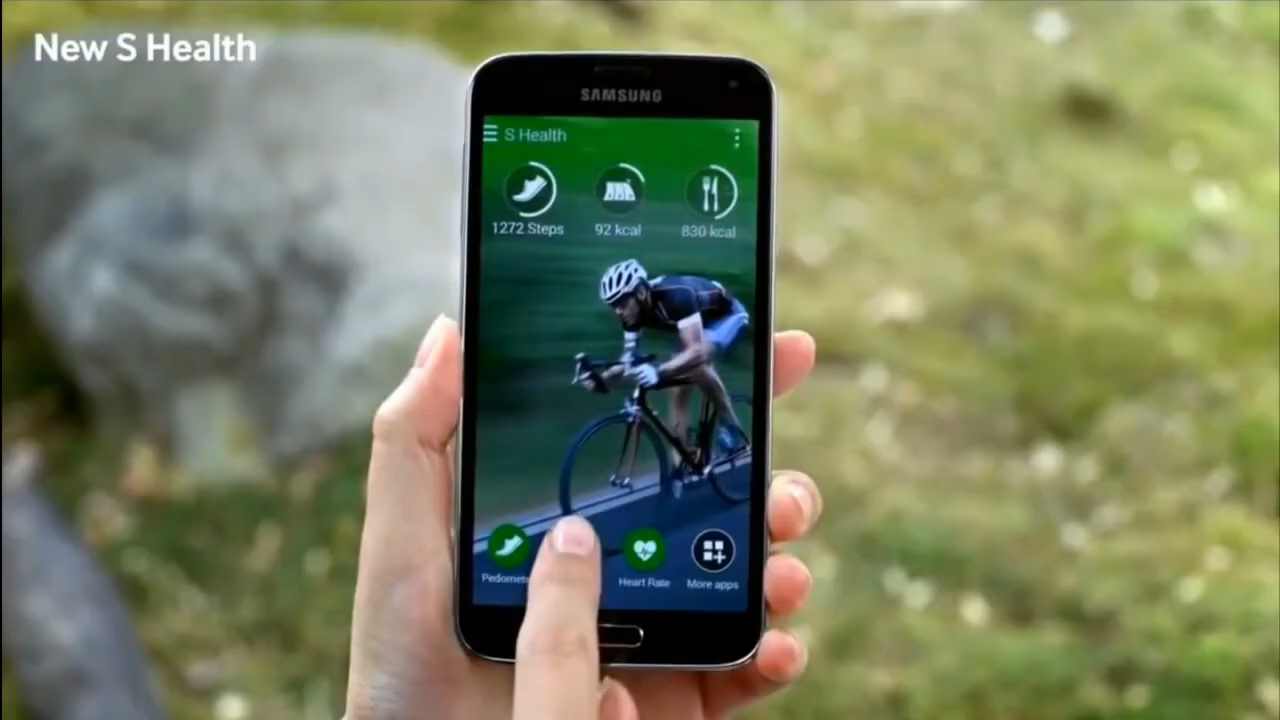 New S Health
SAMSUNG
S Health
1272 Steps 92 kcal 830 kcal
Heart Rate More apps